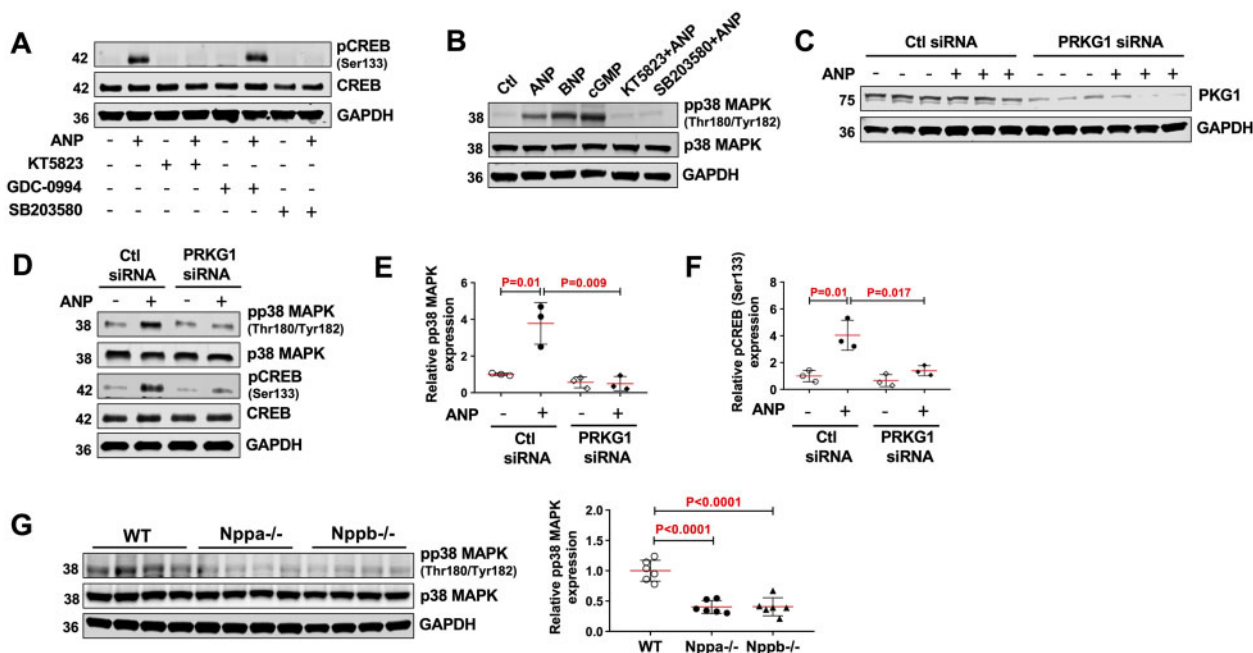 A
42
pCREB
(Ser133)
42
CREB
36
GAPDH
- + - + - + - + ANP
- - + + - - - - KT5823
- - - - + + - - GDC-0994
- - - - - - + + SB203580
B
Ctl ANP BNP cGMP KT5823+ANP SB203580+ANP
38
pp38 MAPK
(Thr180/Tyr182)
38
p38 MAPK
36
GAPDH
C
Ctl siRNA PRKG1 siRNA
ANP - - - + + + - - - + + +
75
PKG1
36
GAPDH
D
Ctl
siRNA
PRKG1
siRNA
ANP - + - +
38
pp38 MAPK
(Thr180/Tyr182)
38
p38 MAPK
42
pCREB
(Ser133)
42
CREB
36
GAPDH
E
Relative pp38 MAPK
expression
6
4
2
0
P=0.01
P=0.009
ANP - + - +
Ctl
siRNA
PRKG1
siRNA
F
Relative pCREB (Ser133)
expression
8
6
4
2
0
P=0.01
P=0.017
ANP - + - +
Ctl
siRNA
PRKG1
siRNA
G
WT Nppa-/- Nppb-/-
38
pp38 MAPK
(Thr180/Tyr182)
38
p38 MAPK
36
GAPDH
Relative pp38 MAPK
expression
2.0
1.5
1.0
0.5
0.0
P<0.0001
P<0.0001
WT Nppa-/- Nppb-/-